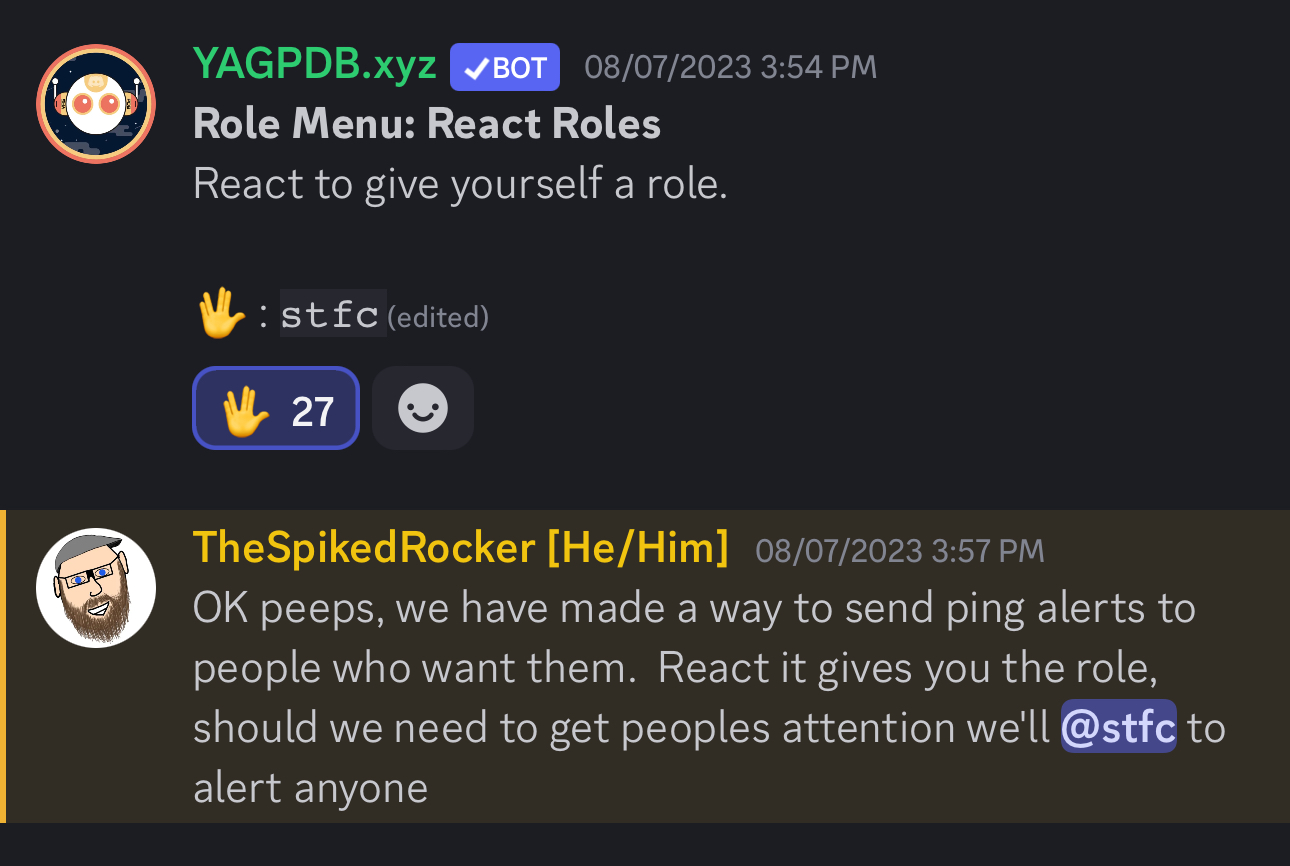 YAGPDB.xyz ✓BOT 08/07/2023 3:54 PM
Role Menu: React Roles
React to give yourself a role.
🖖 : stfc (edited)
🖖 27
TheSpikedRocker [He/Him] 08/07/2023 3:57 PM
OK peeps, we have made a way to send ping alerts to
people who want them.  React it gives you the role,
should we need to get peoples attention we'll @stfc to
alert anyone